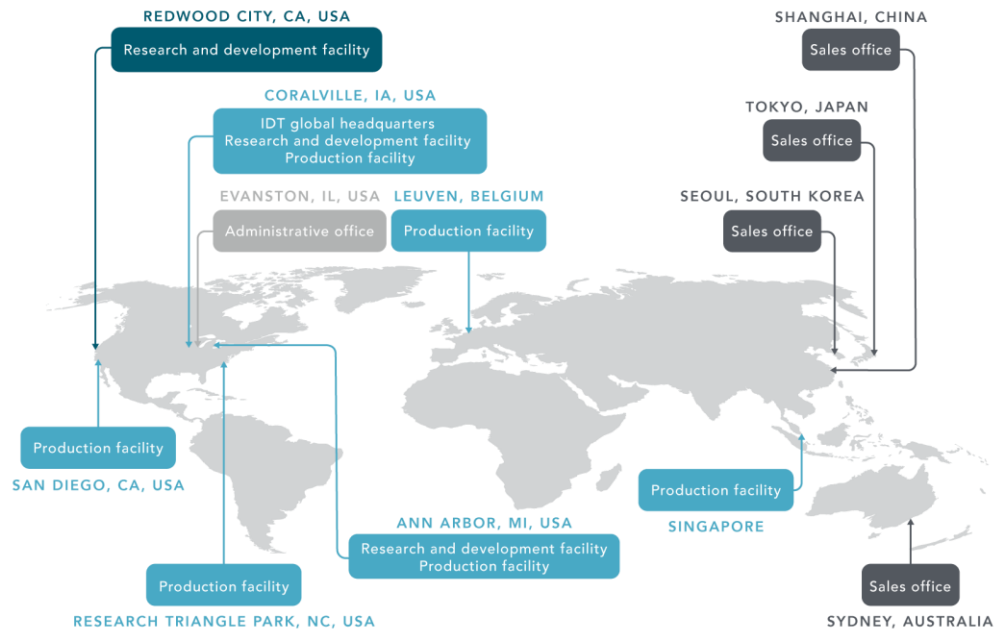 REDWOOD CITY, CA, USA
Research and development facility
SHANGHAI, CHINA
Sales office
CORALVILLE, IA, USA
IDT global headquarters
Research and development facility
Production facility
TOKYO, JAPAN
Sales office
EVANSTON, IL, USA
Administrative office
LEUVEN, BELGIUM
Production facility
SEOUL, SOUTH KOREA
Sales office
Production facility
SAN DIEGO, CA, USA
Production facility
SINGAPORE
ANN ARBOR, MI, USA
Research and development facility
Production facility
Production facility
RESEARCH TRIANGLE PARK, NC, USA
Sales office
SYDNEY, AUSTRALIA